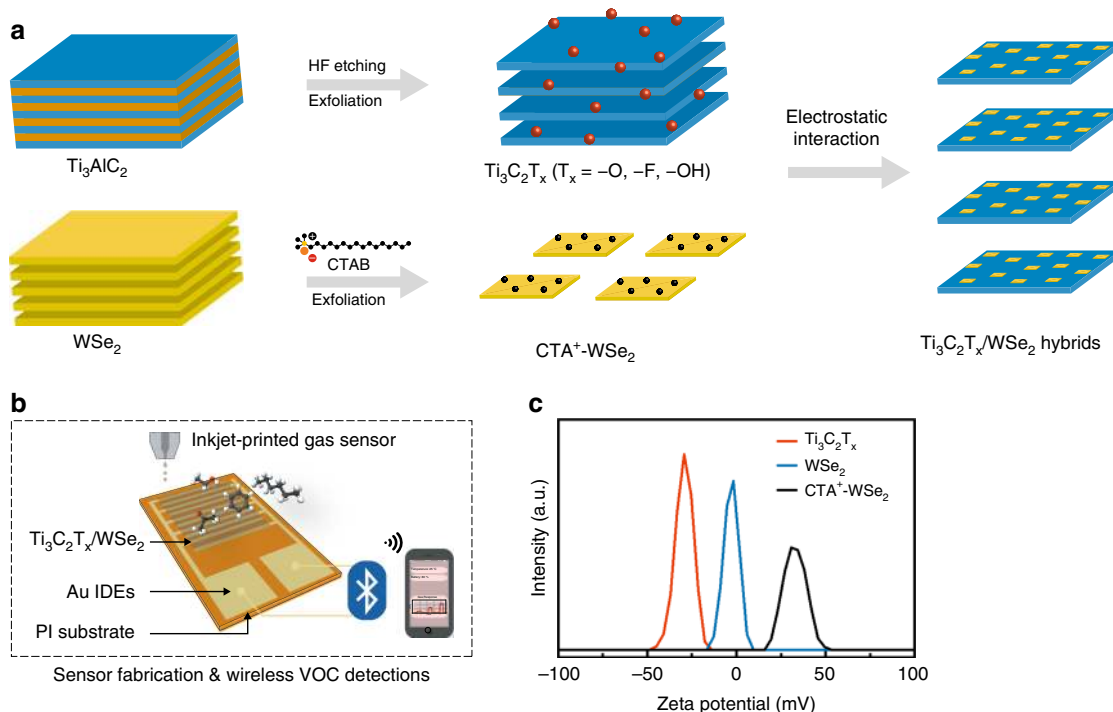 a
HF etching
Exfoliation
Ti₃AlC₂
Ti₃C₂Tₓ (Tₓ = –O, –F, –OH)
Electrostatic
interaction
CTAB
Exfoliation
WSe₂
CTA⁺-WSe₂
Ti₃C₂Tₓ/WSe₂ hybrids
b
Inkjet-printed gas sensor
Ti₃C₂Tₓ/WSe₂
Au IDEs
PI substrate
Sensor fabrication & wireless VOC detections
c
Ti₃C₂Tₓ
WSe₂
CTA⁺-WSe₂
Intensity (a.u.)
–100 –50 0 50 100
Zeta potential (mV)